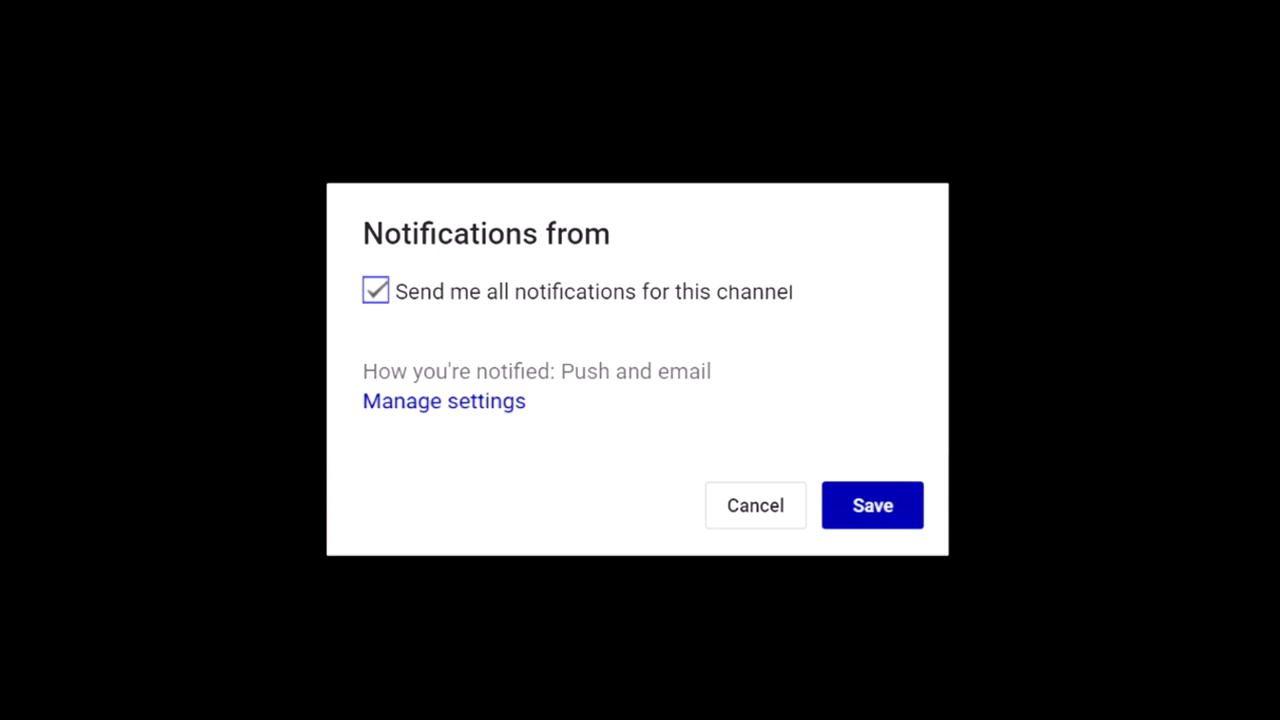 Notifications from
Send me all notifications for this channel
How you're notified: Push and email
Manage settings
Cancel Save